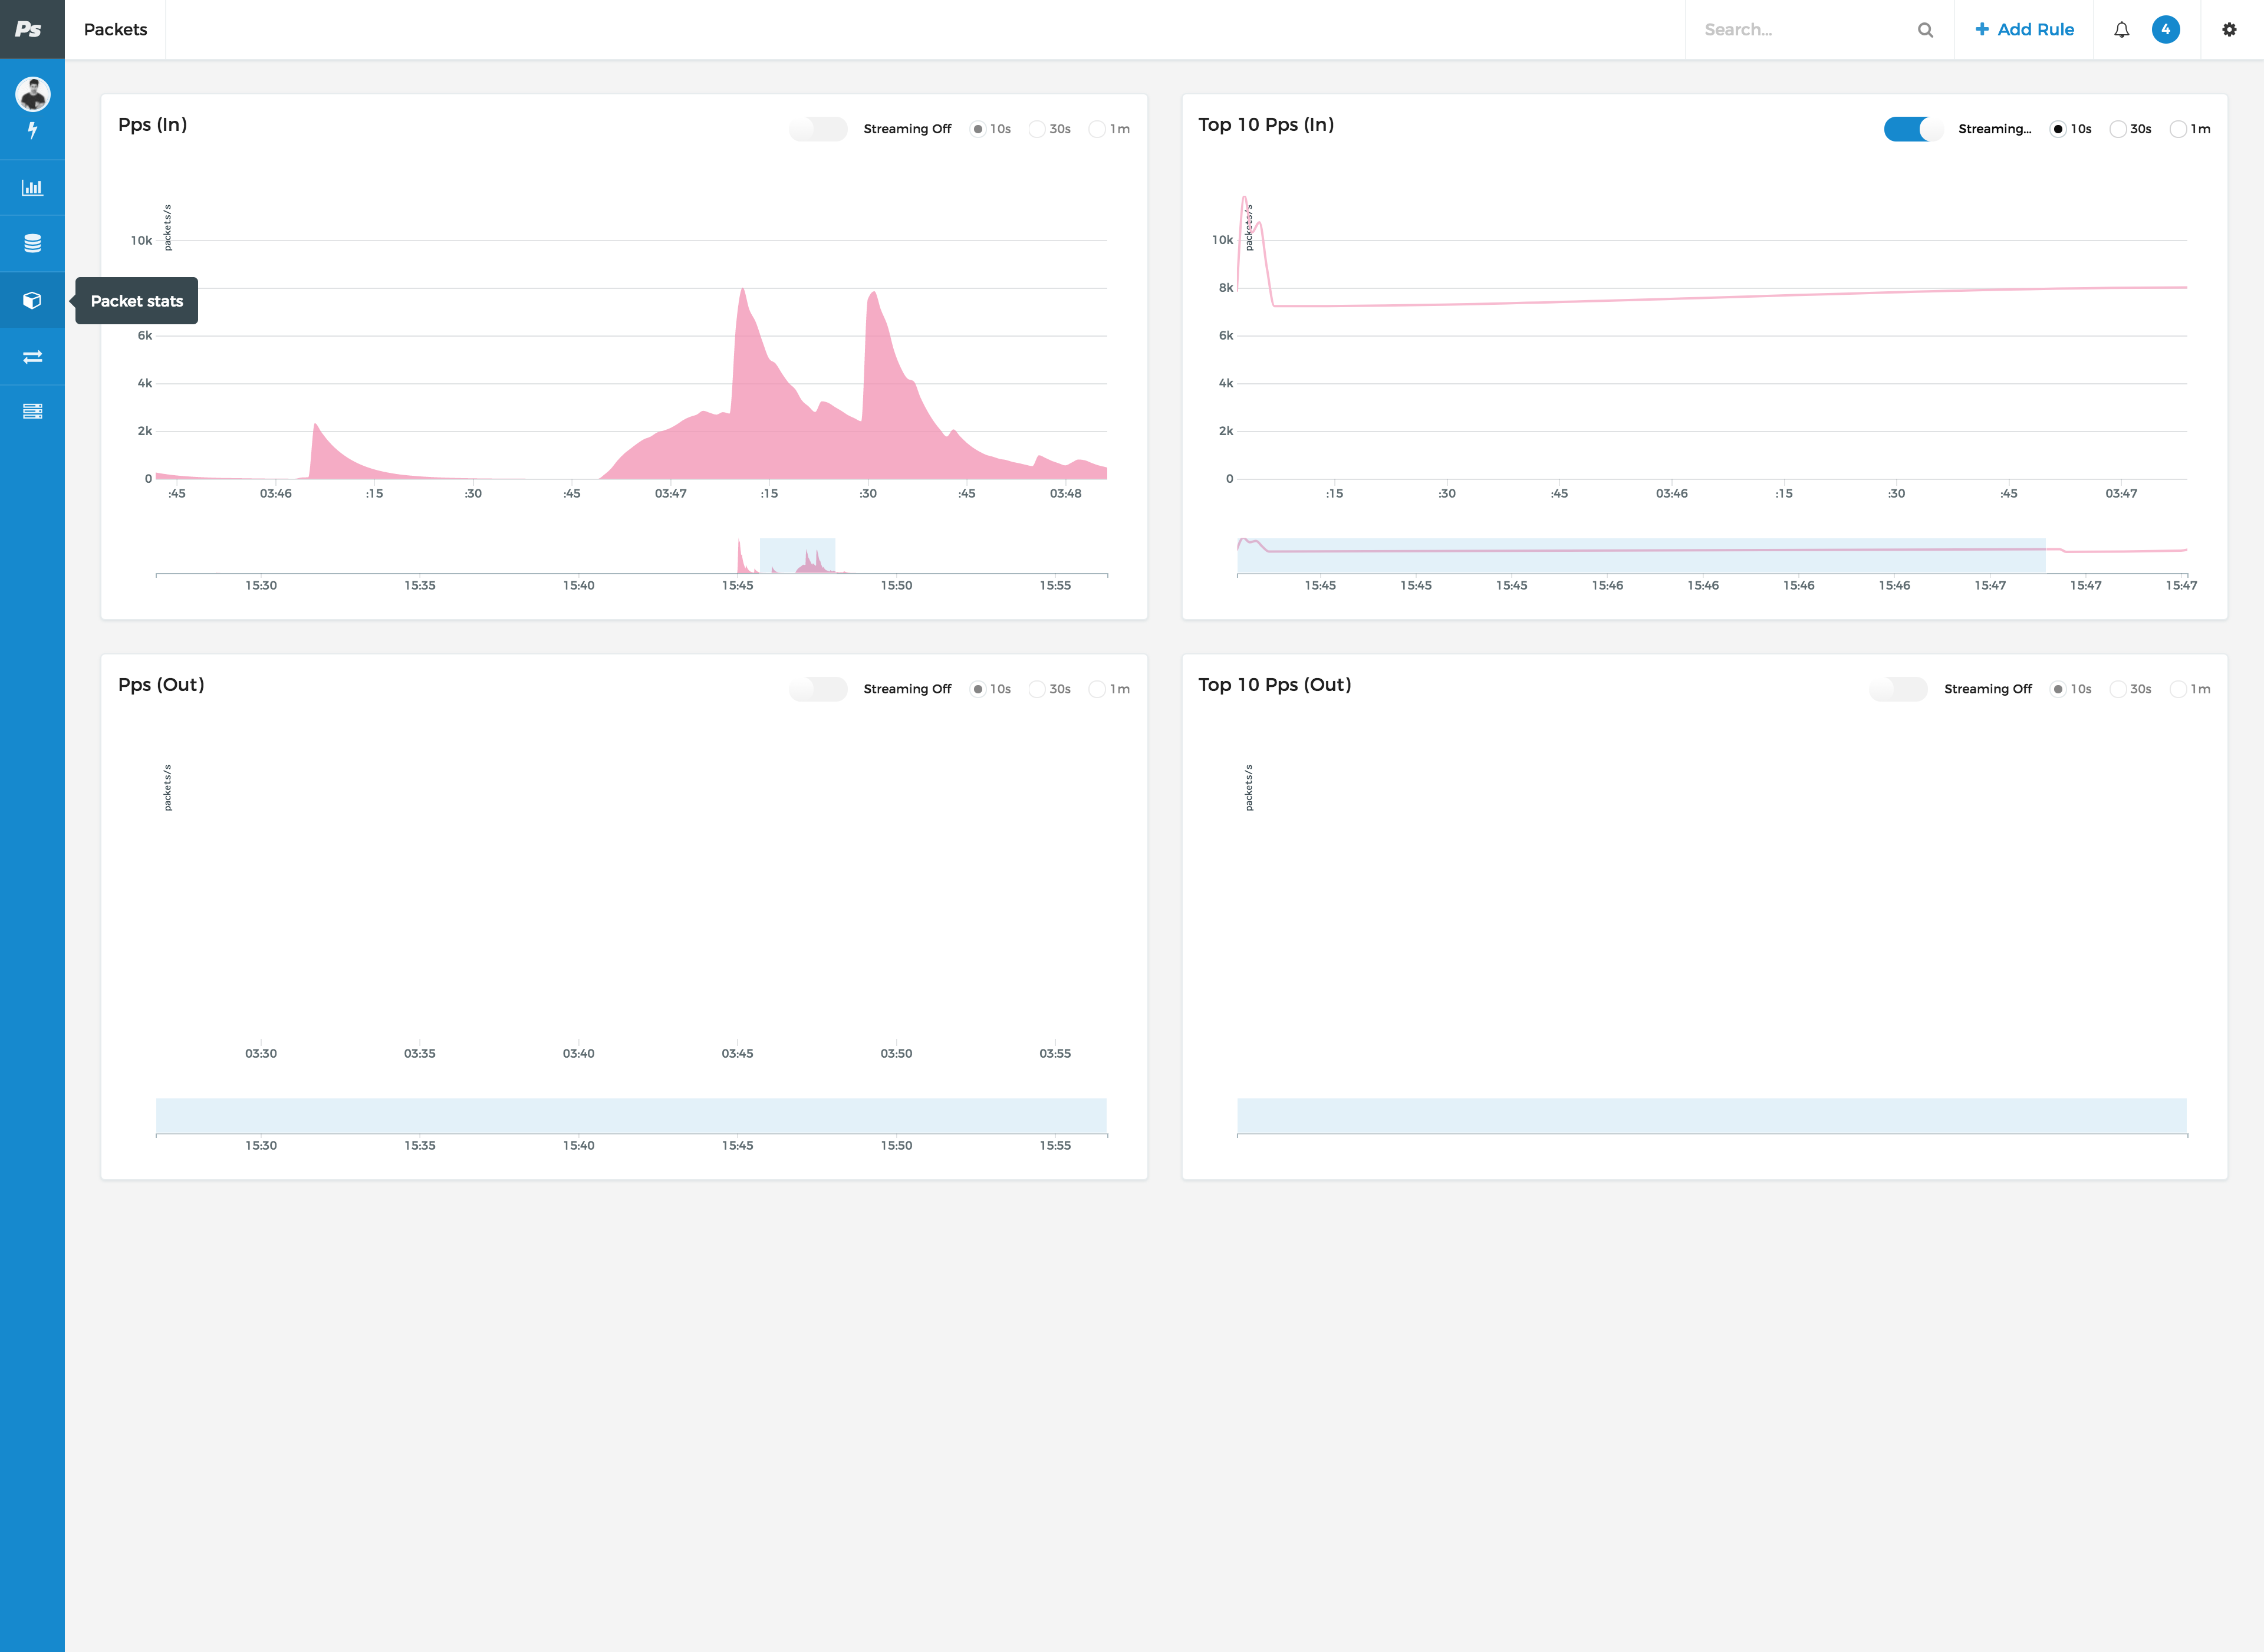 Ps
Packets
Search...
Add Rule
4
Packet stats
Pps (In)
Streaming Off
10s
30s
1m
packets/s
10k
6k
4k
2k
0
:45
03:46
:15
:30
:45
03:47
:15
:30
:45
03:48
15:30
15:35
15:40
15:45
15:50
15:55
Top 10 Pps (In)
Streaming...
10s
30s
1m
packets/s
10k
8k
6k
4k
2k
0
:15
:30
:45
03:46
:15
:30
:45
03:47
15:45
15:45
15:45
15:46
15:46
15:46
15:46
15:47
15:47
15:47
Pps (Out)
Streaming Off
10s
30s
1m
packets/s
03:30
03:35
03:40
03:45
03:50
03:55
15:30
15:35
15:40
15:45
15:50
15:55
Top 10 Pps (Out)
Streaming Off
10s
30s
1m
packets/s